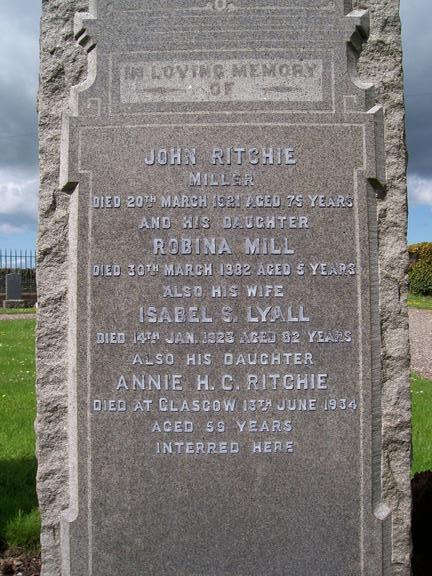 IN LOVING MEMORY
OF
JOHN RITCHIE
MILLER
DIED 20TH MARCH 1921 AGED 75 YEARS
AND HIS DAUGHTER
ROBINA MILL
DIED 30TH MARCH 1882 AGED 5 YEARS
ALSO HIS WIFE
ISABEL S. LYALL
DIED 14TH JAN. 1923 AGED 82 YEARS
ALSO HIS DAUGHTER
ANNIE H. C. RITCHIE
DIED AT GLASGOW 13TH JUNE 1934
AGED 59 YEARS
INTERRED HERE